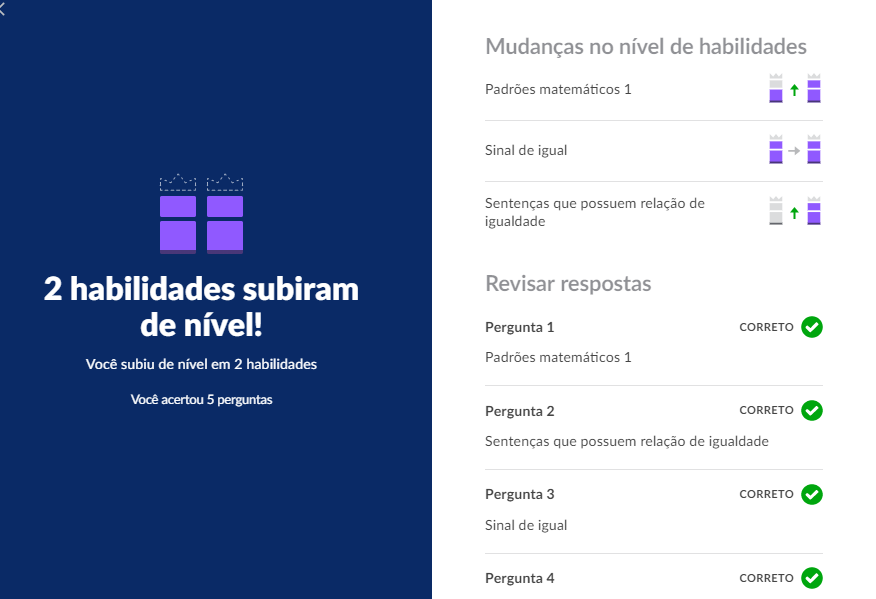 2 habilidades subiram
de nível!
Você subiu de nível em 2 habilidades
Você acertou 5 perguntas
Mudanças no nível de habilidades
Padrões matemáticos 1
Sinal de igual
Sentenças que possuem relação de
igualdade
Revisar respostas
Pergunta 1 CORRETO
Padrões matemáticos 1
Pergunta 2 CORRETO
Sentenças que possuem relação de igualdade
Pergunta 3 CORRETO
Sinal de igual
Pergunta 4 CORRETO